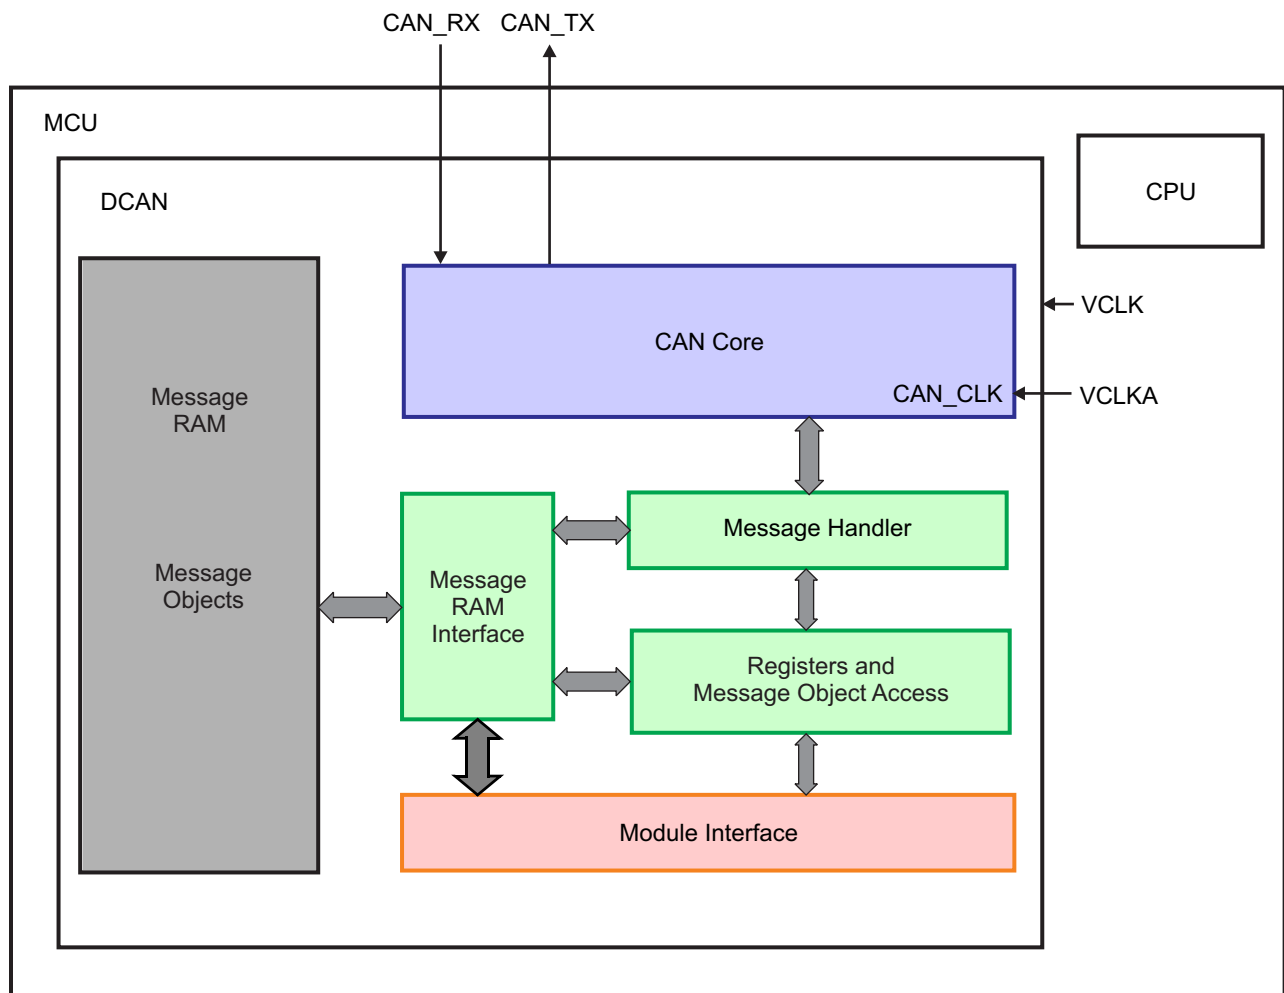 CAN_RX CAN_TX
MCU
CPU
DCAN
VCLK
CAN Core
CAN_CLK
VCLKA
Message
RAM
Message Handler
Message
Objects
Message
RAM
Interface
Registers and
Message Object Access
Module Interface